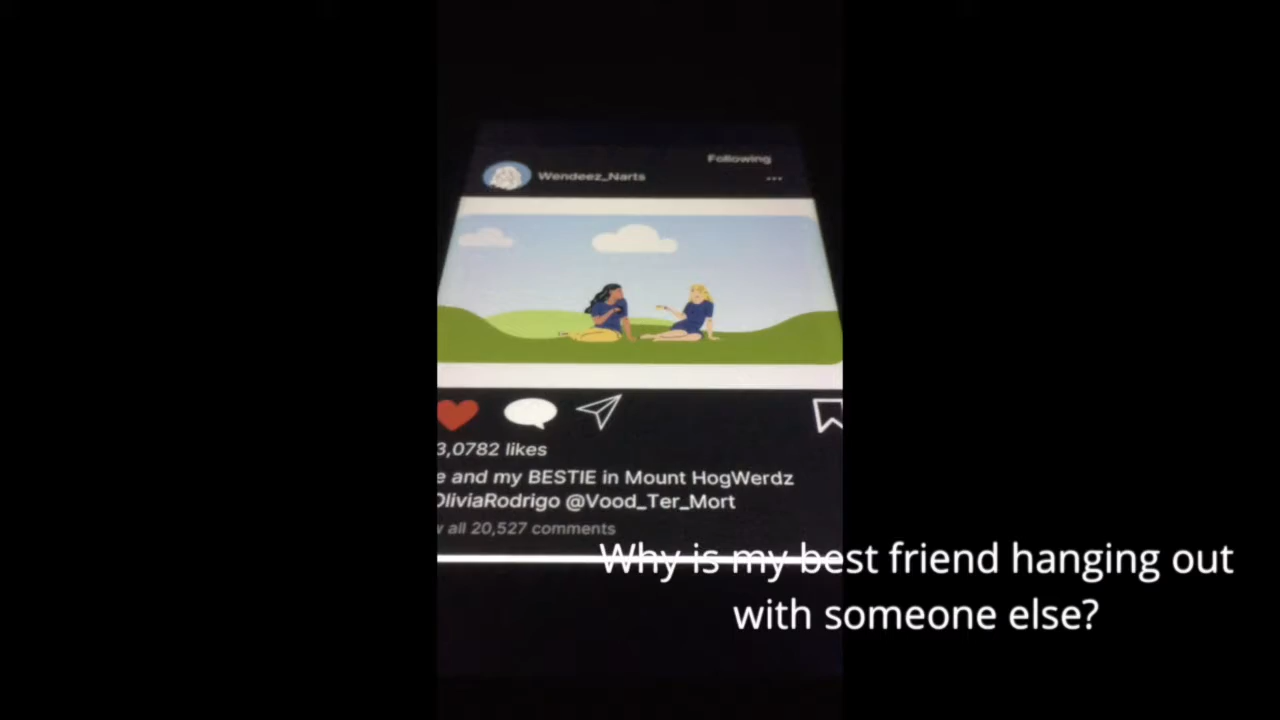 Following
Wendeez_Narts
3,0782 likes
e and my BESTIE in Mount HogWerdz
OliviaRodrigo @Vood_Ter_Mort
w all 20,527 comments
Why is my best friend hanging out
with someone else?